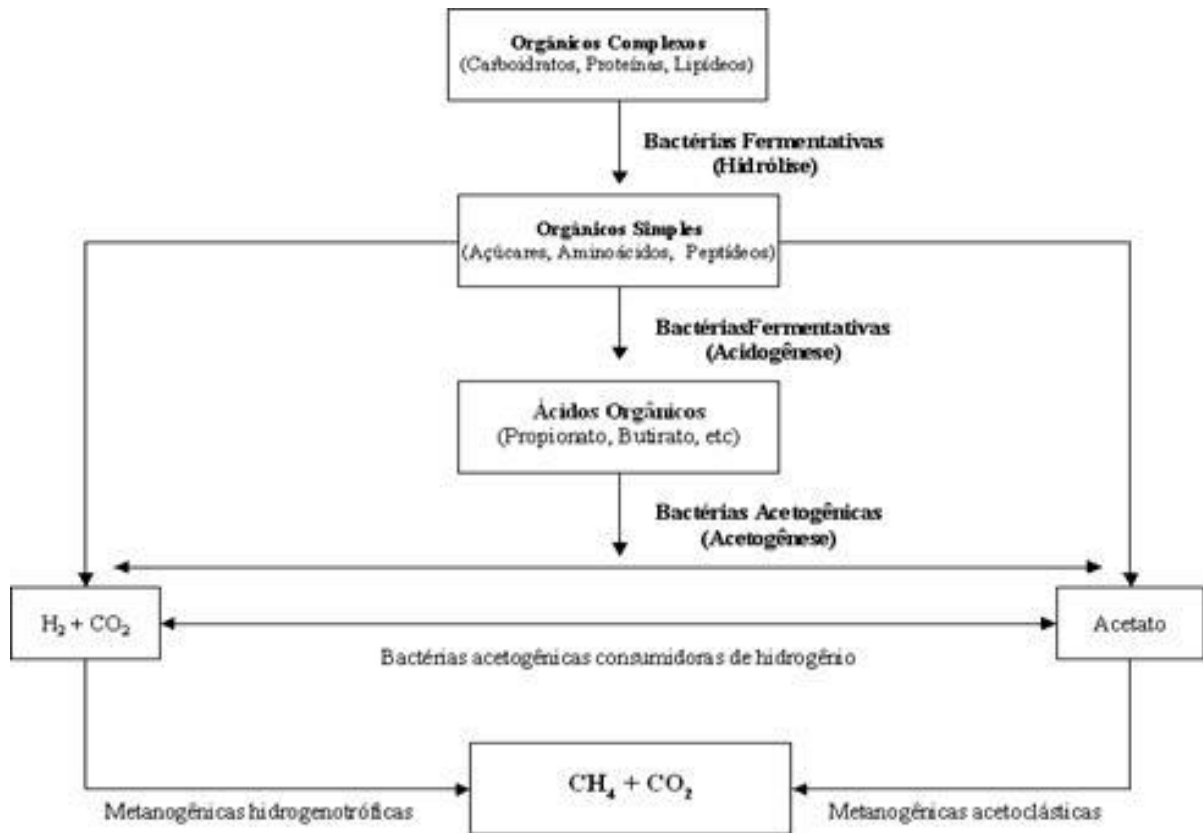 Orgânicos Complexos
(Carboidratos, Proteínas, Lipídeos)
Bactérias Fermentativas
(Hidrólise)
Orgânicos Simples
(Açúcares, Aminoácidos, Peptídeos)
BactériasFermentativas
(Acidogênese)
Ácidos Orgânicos
(Propionato, Butirato, etc)
Bactérias Acetogênicas
(Acetogênese)
H₂ + CO₂
Acetato
Bactérias acetogênicas consumidoras de hidrogênio
CH₄ + CO₂
Metanogênicas hidrogenotróficas
Metanogênicas acetoclásticas